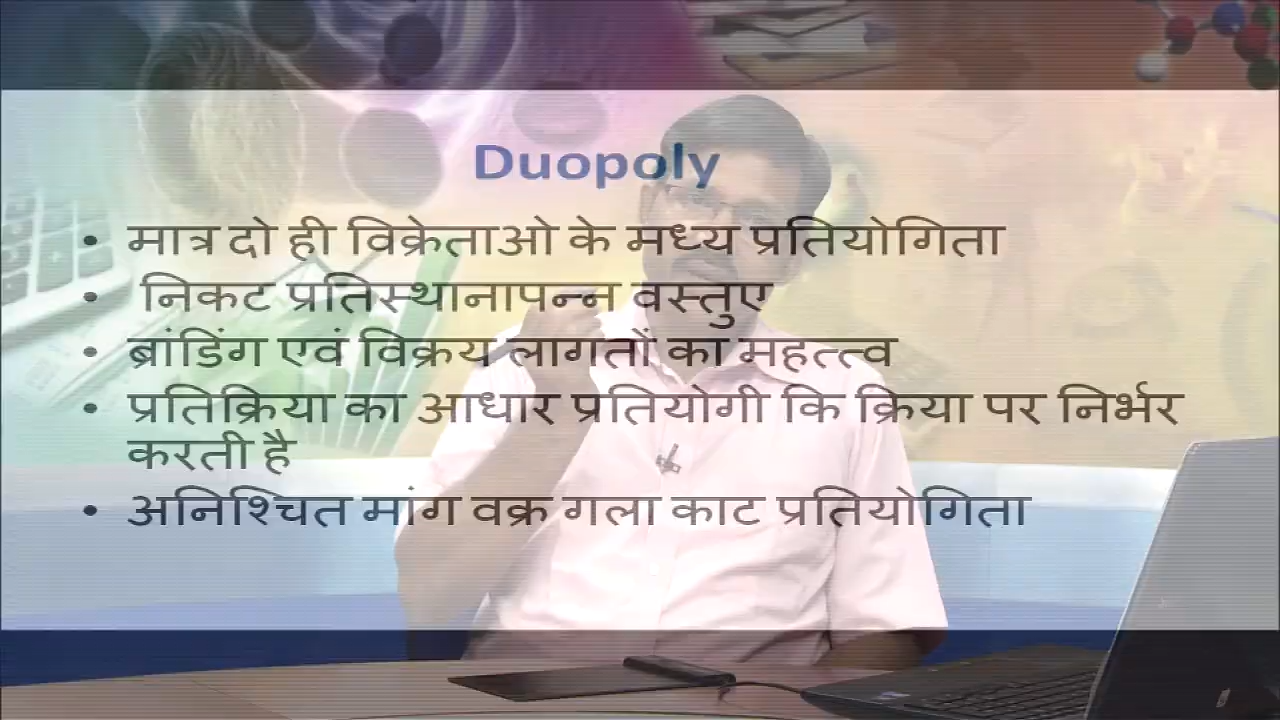 Duopoly
• मात्र दो ही विक्रेताओ के मध्य प्रतियोगिता
• निकट प्रतिस्थानापन्न वस्तुए
• ब्रांडिंग एवं विक्रय लागतों का महत्त्व
• प्रतिक्रिया का आधार प्रतियोगी कि क्रिया पर निर्भर
करती है
• अनिश्चित मांग वक्र गला काट प्रतियोगिता